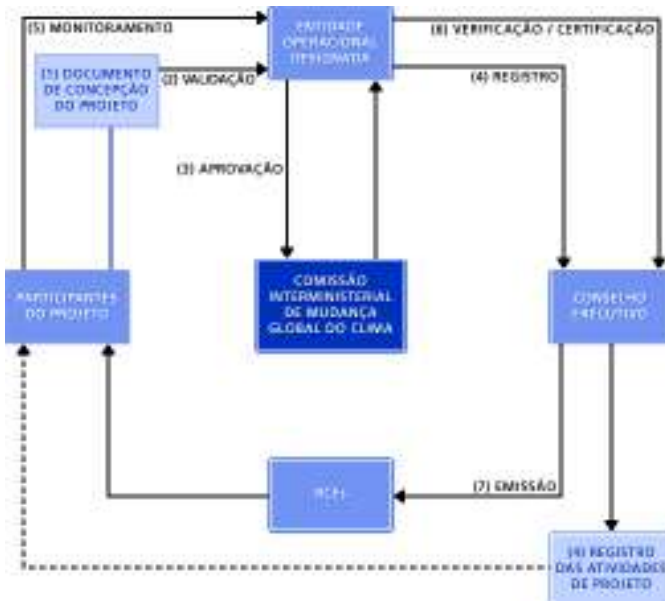 (5) MONITORAMENTO
ENTIDADE
OPERACIONAL
DESIGNADA
(6) VERIFICAÇÃO / CERTIFICAÇÃO
(1) DOCUMENTO
DE CONCEPÇÃO
DO PROJETO
(2) VALIDAÇÃO
(4) REGISTRO
(3) APROVAÇÃO
PARTICIPANTES
DO PROJETO
COMISSÃO
INTERMINISTERIAL
DE MUDANÇA
GLOBAL DO CLIMA
CONSELHO
EXECUTIVO
(7) EMISSÃO
(4) REGISTRO
DAS ATIVIDADES
DE PROJETO